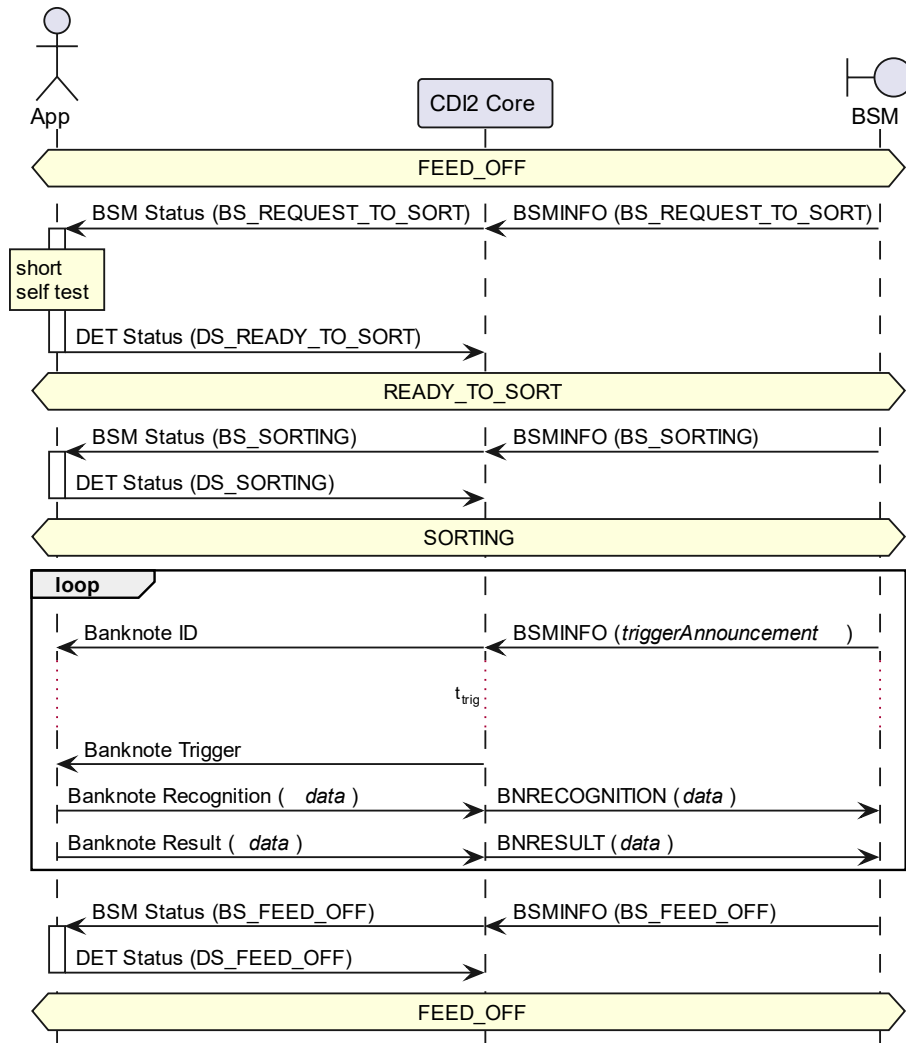 App
CDI2 Core
BSM
FEED_OFF
BSM Status (BS_REQUEST_TO_SORT)
BSMINFO (BS_REQUEST_TO_SORT)
short
self test
DET Status (DS_READY_TO_SORT)
READY_TO_SORT
BSM Status (BS_SORTING)
BSMINFO (BS_SORTING)
DET Status (DS_SORTING)
SORTING
loop
Banknote ID
BSMINFO (triggerAnnouncement )
ttrig
Banknote Trigger
Banknote Recognition ( data )
BNRECOGNITION (data )
Banknote Result ( data )
BNRESULT (data )
BSM Status (BS_FEED_OFF)
BSMINFO (BS_FEED_OFF)
DET Status (DS_FEED_OFF)
FEED_OFF